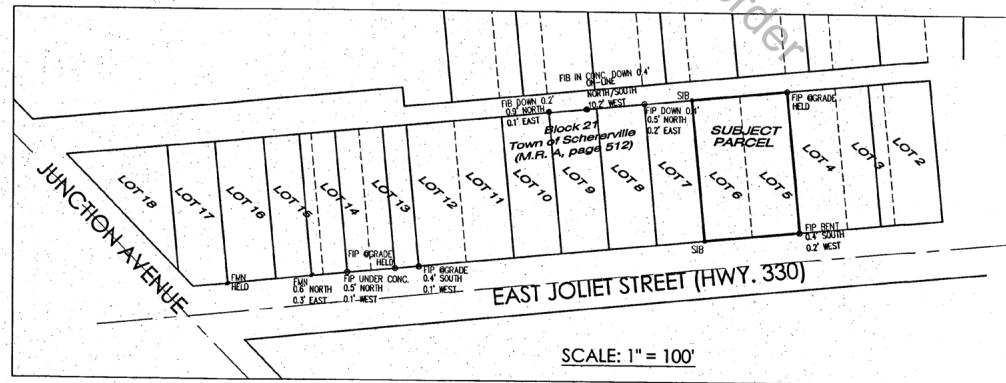 order
FIB IN CONC. DOWN 0.4'
ON-LINE
NORTH/SOUTH
10.2' WEST
FIB DOWN 0.2'
0.9' NORTH
0.1' EAST
SIB
FIP @GRADE
HELD
FIP DOWN 0.4'
0.5' NORTH
0.2' EAST
Block 21
Town of Schererville
(M.R. A, page 512)
SUBJECT
PARCEL
LOT 18
LOT 17
LOT 16
LOT 15
LOT 14
LOT 13
LOT 12
LOT 11
LOT 10
LOT 9
LOT 8
LOT 7
LOT 6
LOT 5
LOT 4
LOT 3
LOT 2
JUNCTION AVENUE
FMN
HELD
FMN
0.6' NORTH
0.3' EAST
FIP @GRADE
HELD
FIP UNDER CONC.
0.5' NORTH
0.1' WEST
FIP @GRADE
0.4' SOUTH
0.1' WEST
SIB
FIP BENT
0.4' SOUTH
0.2' WEST
EAST JOLIET STREET (HWY. 330)
SCALE: 1" = 100'